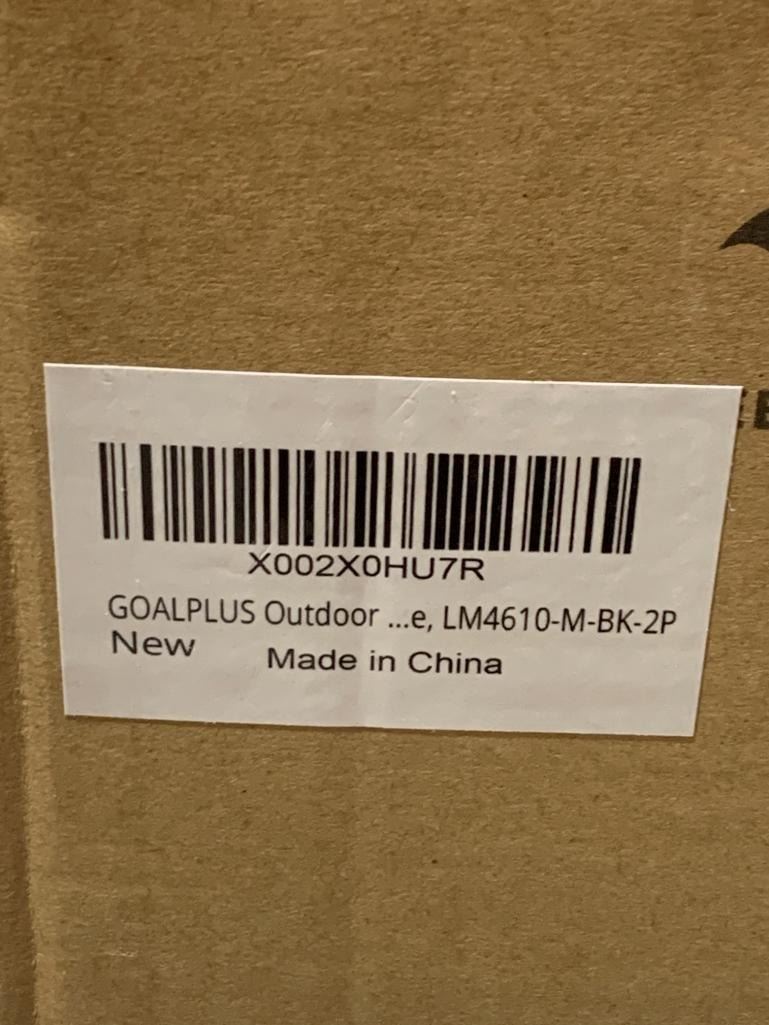 X002X0HU7R
GOALPLUS Outdoor ...e, LM4610-M-BK-2P
New
Made in China